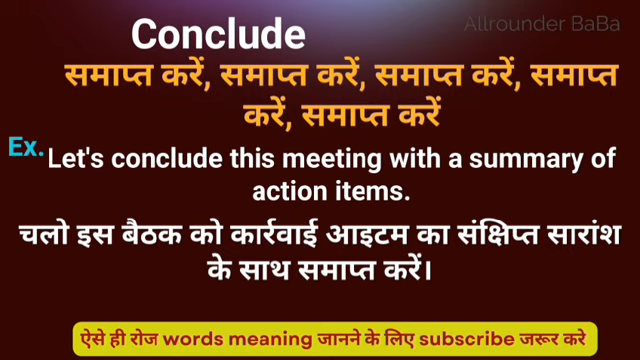 Allrounder BaBa
Conclude
समाप्त करें, समाप्त करें, समाप्त करें, समाप्त
करें, समाप्त करें
Ex. Let's conclude this meeting with a summary of
action items.
चलो इस बैठक को कार्रवाई आइटम का संक्षिप्त सारांश
के साथ समाप्त करें।
ऐसे ही रोज words meaning जानने के लिए subscribe जरूर करे